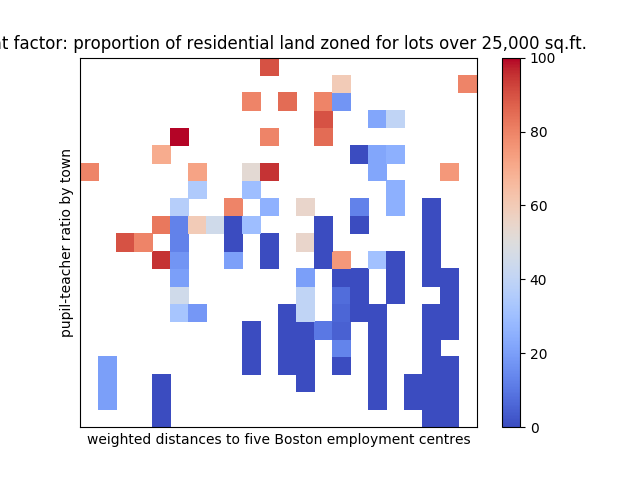 factor: proportion of residential land zoned for lots over 25,000 sq.ft.
100
80
60
40
20
0
pupil-teacher ratio by town
weighted distances to five Boston employment centres